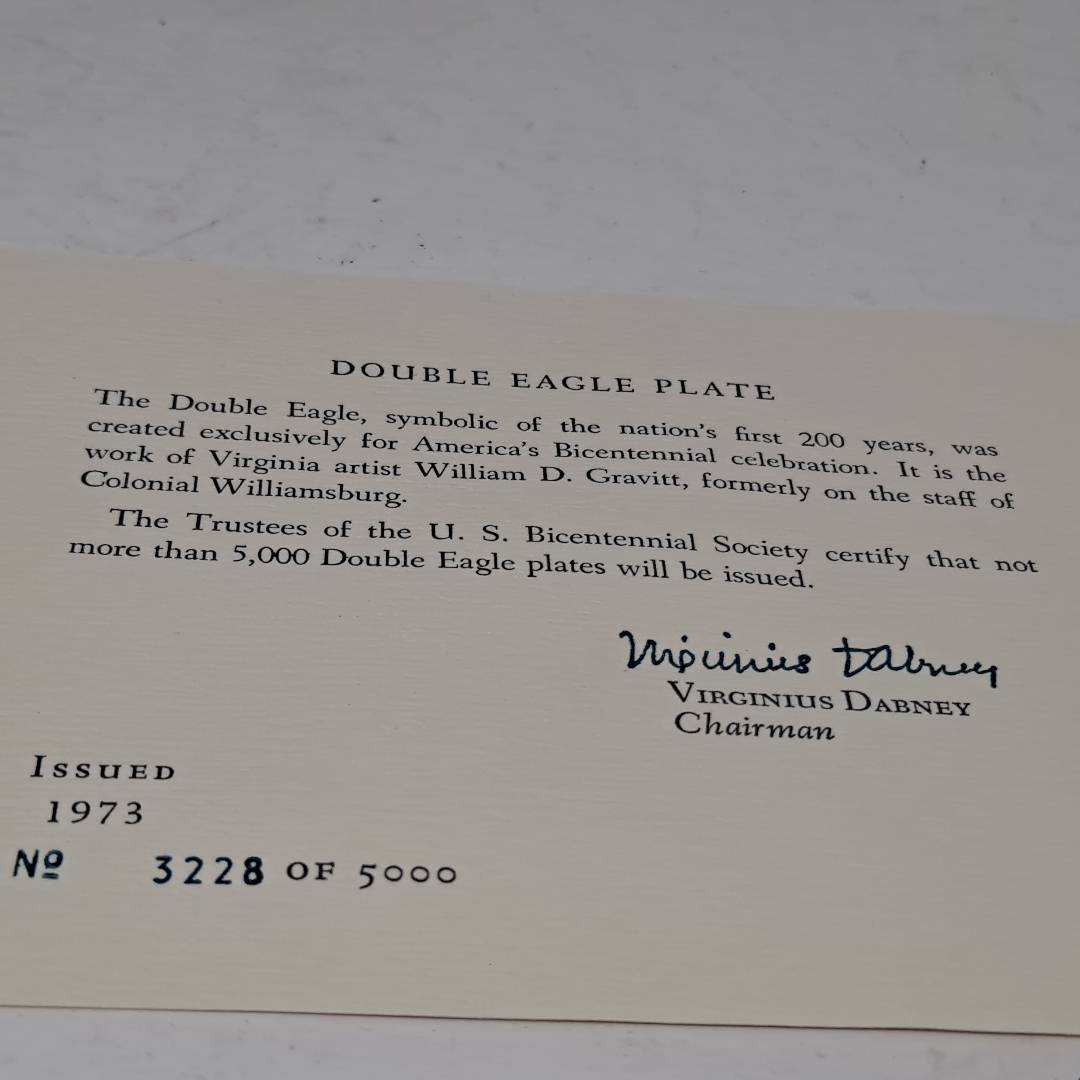 DOUBLE EAGLE PLATE
The Double Eagle, symbolic of the nation's first 200 years, was
created exclusively for America's Bicentennial celebration. It is the
work of Virginia artist William D. Gravitt, formerly on the staff of
Colonial Williamsburg.
The Trustees of the U. S. Bicentennial Society certify that not
more than 5,000 Double Eagle plates will be issued.
Virginius Dabney
VIRGINIUS DABNEY
Chairman
ISSUED
1973
Nº 3228 OF 5000